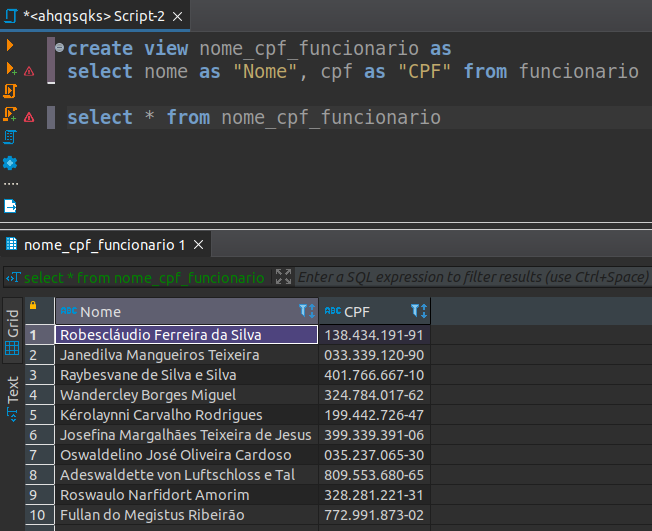 *<ahqqsqks> Script-2
create view nome_cpf_funcionario as
select nome as "Nome", cpf as "CPF" from funcionario
select * from nome_cpf_funcionario
nome_cpf_funcionario 1
select * from nome_cpf_funcionario Enter a SQL expression to filter results (use Ctrl+Space)
Grid
Text
ABC Nome ABC CPF
1 Robescláudio Ferreira da Silva 138.434.191-91
2 Janedilva Mangueiros Teixeira 033.339.120-90
3 Raybesvane de Silva e Silva 401.766.667-10
4 Wandercley Borges Miguel 324.784.017-62
5 Kérolaynni Carvalho Rodrigues 199.442.726-47
6 Josefina Margalhães Teixeira de Jesus 399.339.391-06
7 Oswaldelino José Oliveira Cardoso 035.237.065-30
8 Adeswaldette von Luftschloss e Tal 809.553.680-65
9 Roswaulo Narfidort Amorim 328.281.221-31
10 Fullan do Megistus Ribeirão 772.991.873-02